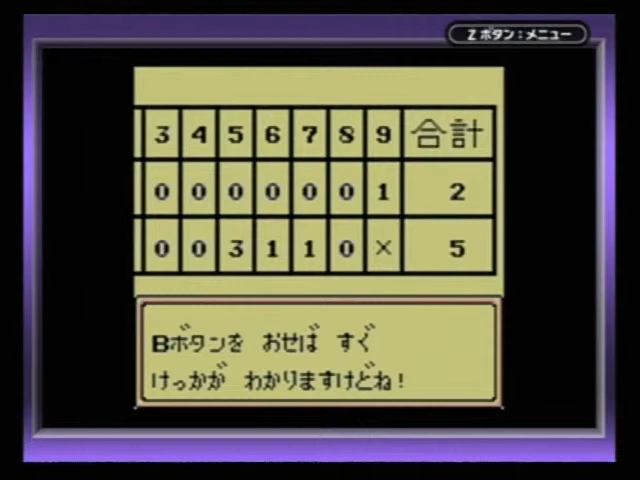 Zボタン:メニュー
3 4 5 6 7 8 9 合計
0 0 0 0 0 0 1 2
0 0 3 1 1 0 × 5
Bボタンを おせば すぐ
けっかが わかりますけどね!